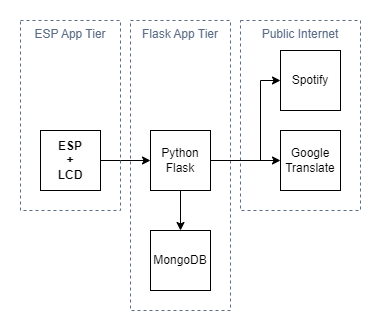 ESP App Tier
Flask App Tier
Public Internet
Spotify
ESP
+
LCD
Python
Flask
Google
Translate
MongoDB